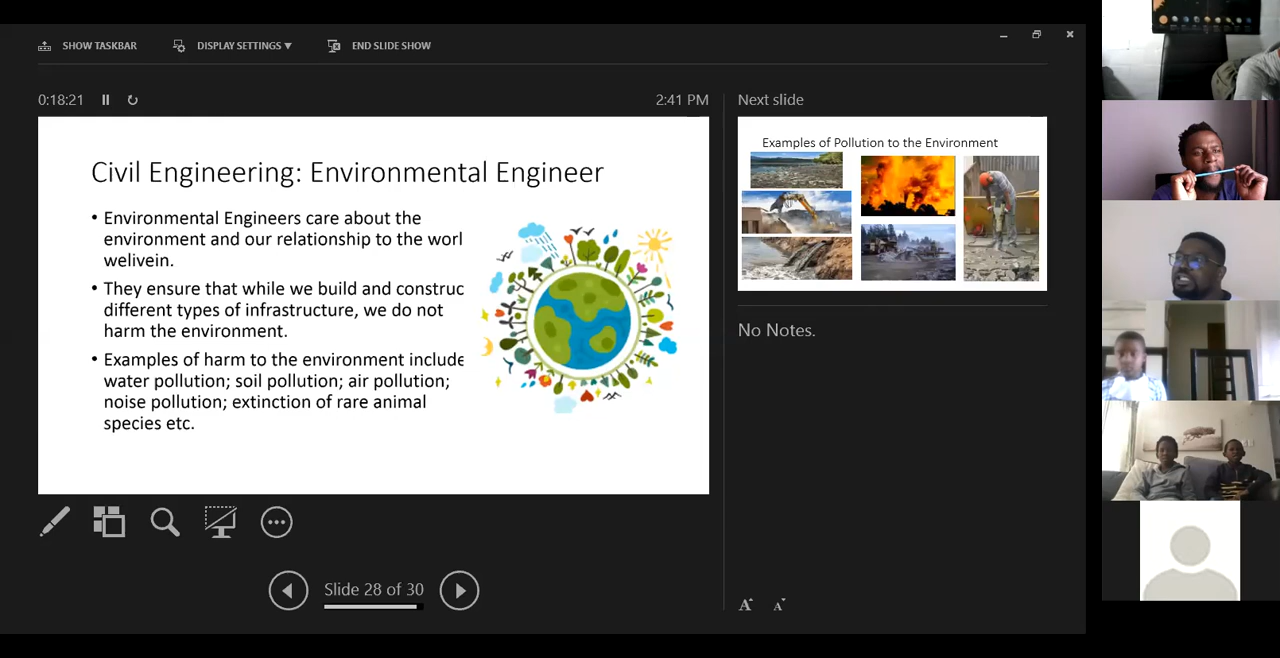 SHOW TASKBAR
DISPLAY SETTINGS ▼
END SLIDE SHOW
0:18:21
2:41 PM
Civil Engineering: Environmental Engineer
• Environmental Engineers care about the
environment and our relationship to the worl
welivein.
• They ensure that while we build and construc
different types of infrastructure, we do not
harm the environment.
• Examples of harm to the environment include
water pollution; soil pollution; air pollution;
noise pollution; extinction of rare animal
species etc.
Slide 28 of 30
Next slide
Examples of Pollution to the Environment
No Notes.
A A